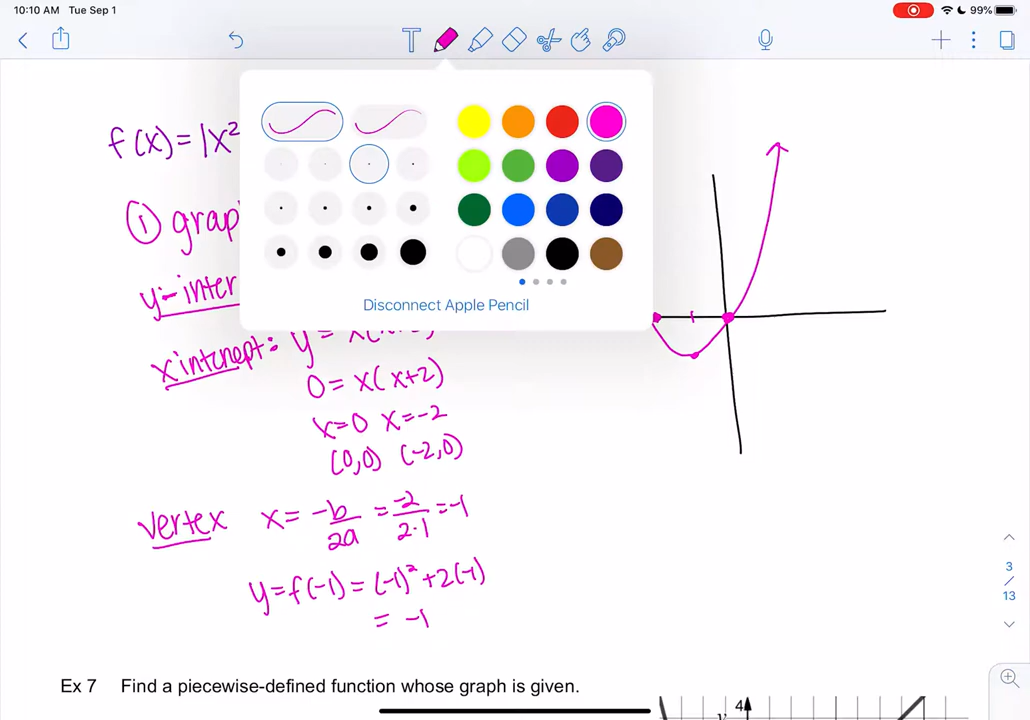 10:10 AM Tue Sep 1
99%
f(x)=|x²
① grap
y-inter
x intercept: y = x(x+2)
0= x(x+2)
x=0 x=-2
(0,0) (-2,0)
vertex x= -b/2a = -2/2·1 =-1
y=f(-1)=(-1)²+2(-1)
= -1
Disconnect Apple Pencil
3
/
13
Ex 7 Find a piecewise-defined function whose graph is given.
y 4